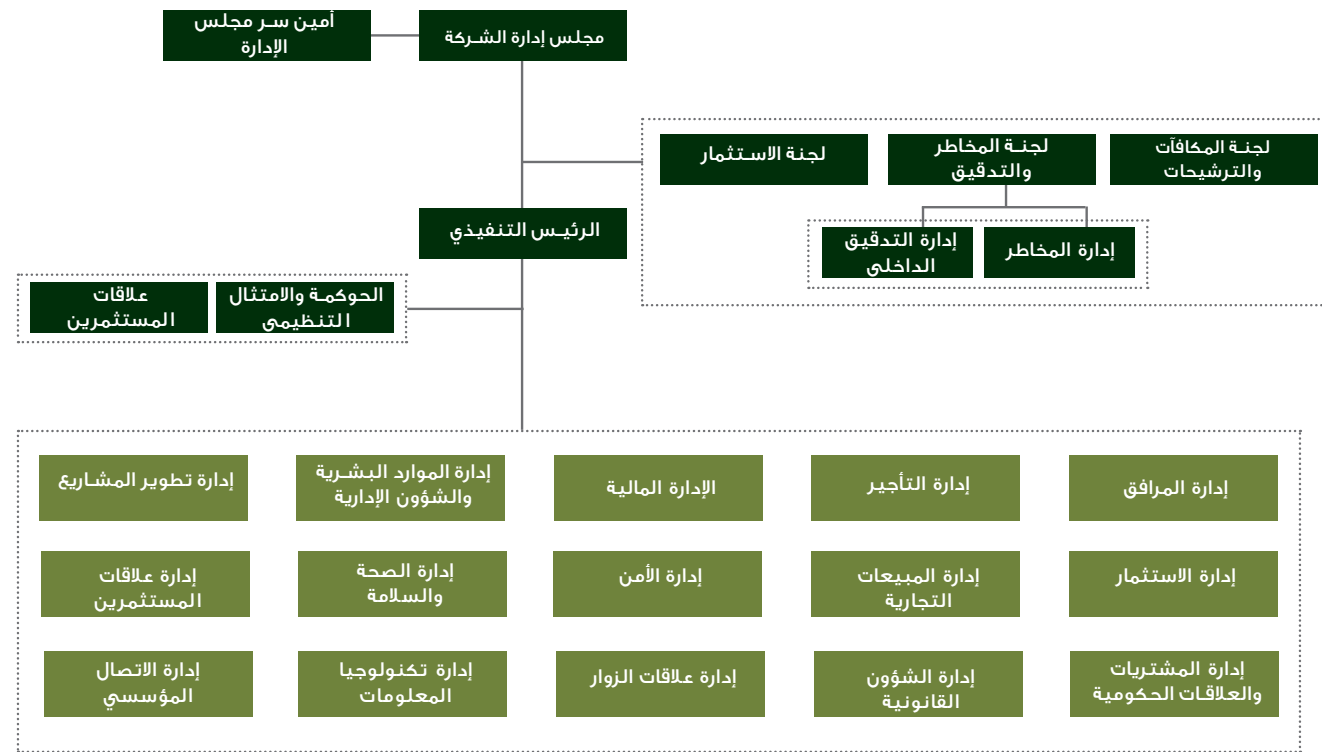 أمين سر مجلس
الإدارة
مجلس إدارة الشركة
لجنة المكافآت
والترشيحات
لجنة المخاطر
والتدقيق
لجنة الاستثمار
إدارة المخاطر
إدارة التدقيق
الداخلي
الرئيس التنفيذي
الحوكمة والامتثال
التنظيمي
علاقات
المستثمرين
إدارة المرافق
إدارة التأجير
الإدارة المالية
إدارة الموارد البشرية
والشؤون الإدارية
إدارة تطوير المشاريع
إدارة الاستثمار
إدارة المبيعات
التجارية
إدارة الأمن
إدارة الصحة
والسلامة
إدارة علاقات
المستثمرين
إدارة المشتريات
والعلاقات الحكومية
إدارة الشؤون
القانونية
إدارة علاقات الزوار
إدارة تكنولوجيا
المعلومات
إدارة الاتصال
المؤسسي